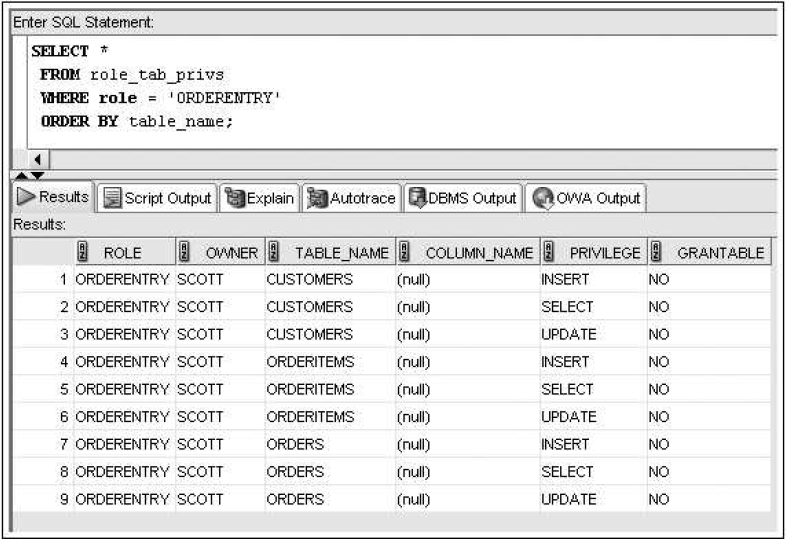 Enter SQL Statement:
SELECT *
FROM role_tab_privs
WHERE role = 'ORDERENTRY'
ORDER BY table_name;
Results Script Output Explain Autotrace DBMS Output OWA Output
Results:
ROLE OWNER TABLE_NAME COLUMN_NAME PRIVILEGE GRANTABLE
1 ORDERENTRY SCOTT CUSTOMERS (null) INSERT NO
2 ORDERENTRY SCOTT CUSTOMERS (null) SELECT NO
3 ORDERENTRY SCOTT CUSTOMERS (null) UPDATE NO
4 ORDERENTRY SCOTT ORDERITEMS (null) INSERT NO
5 ORDERENTRY SCOTT ORDERITEMS (null) SELECT NO
6 ORDERENTRY SCOTT ORDERITEMS (null) UPDATE NO
7 ORDERENTRY SCOTT ORDERS (null) INSERT NO
8 ORDERENTRY SCOTT ORDERS (null) SELECT NO
9 ORDERENTRY SCOTT ORDERS (null) UPDATE NO